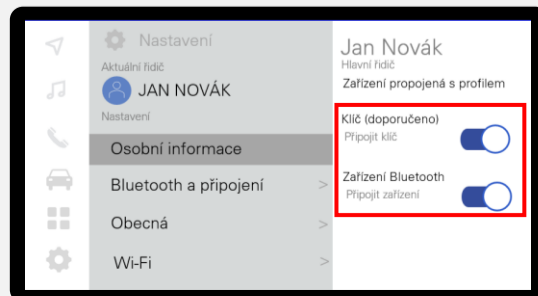 Nastavení
Aktuální řidič
JAN NOVÁK
Nastavení
Osobní informace
Bluetooth a připojení >
Obecná >
Wi-Fi >
Jan Novák
Hlavní řidič
Zařízení propojená s profilem
Klíč (doporučeno)
Připojit klíč
Zařízení Bluetooth
Připojit zařízení